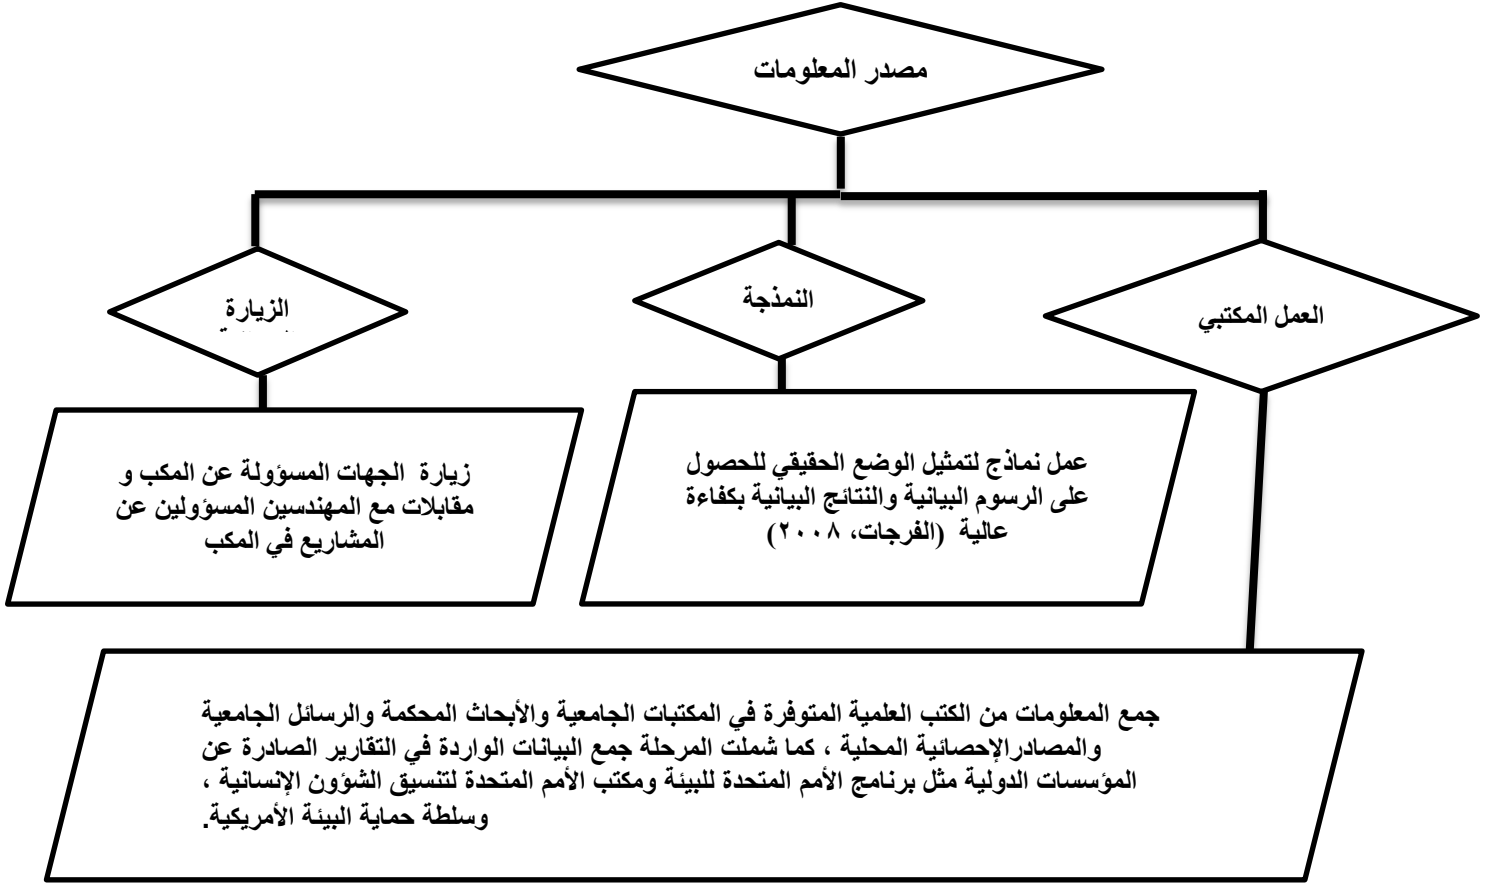 مصدر المعلومات
العمل المكتبي
النمذجة
الزيارة
عمل نماذج لتمثيل الوضع الحقيقي للحصول
على الرسوم البيانية والنتائج البيانية بكفاءة
عالية (الفرجات، ٢٠٠٨)
زيارة الجهات المسؤولة عن المكب و
مقابلات مع المهندسين المسؤولين عن
المشاريع في المكب
جمع المعلومات من الكتب العلمية المتوفرة في المكتبات الجامعية والأبحاث المحكمة والرسائل الجامعية
والمصادرالإحصائية المحلية ، كما شملت المرحلة جمع البيانات الواردة في التقارير الصادرة عن
المؤسسات الدولية مثل برنامج الأمم المتحدة للبيئة ومكتب الأمم المتحدة لتنسيق الشؤون الإنسانية ،
وسلطة حماية البيئة الأمريكية.